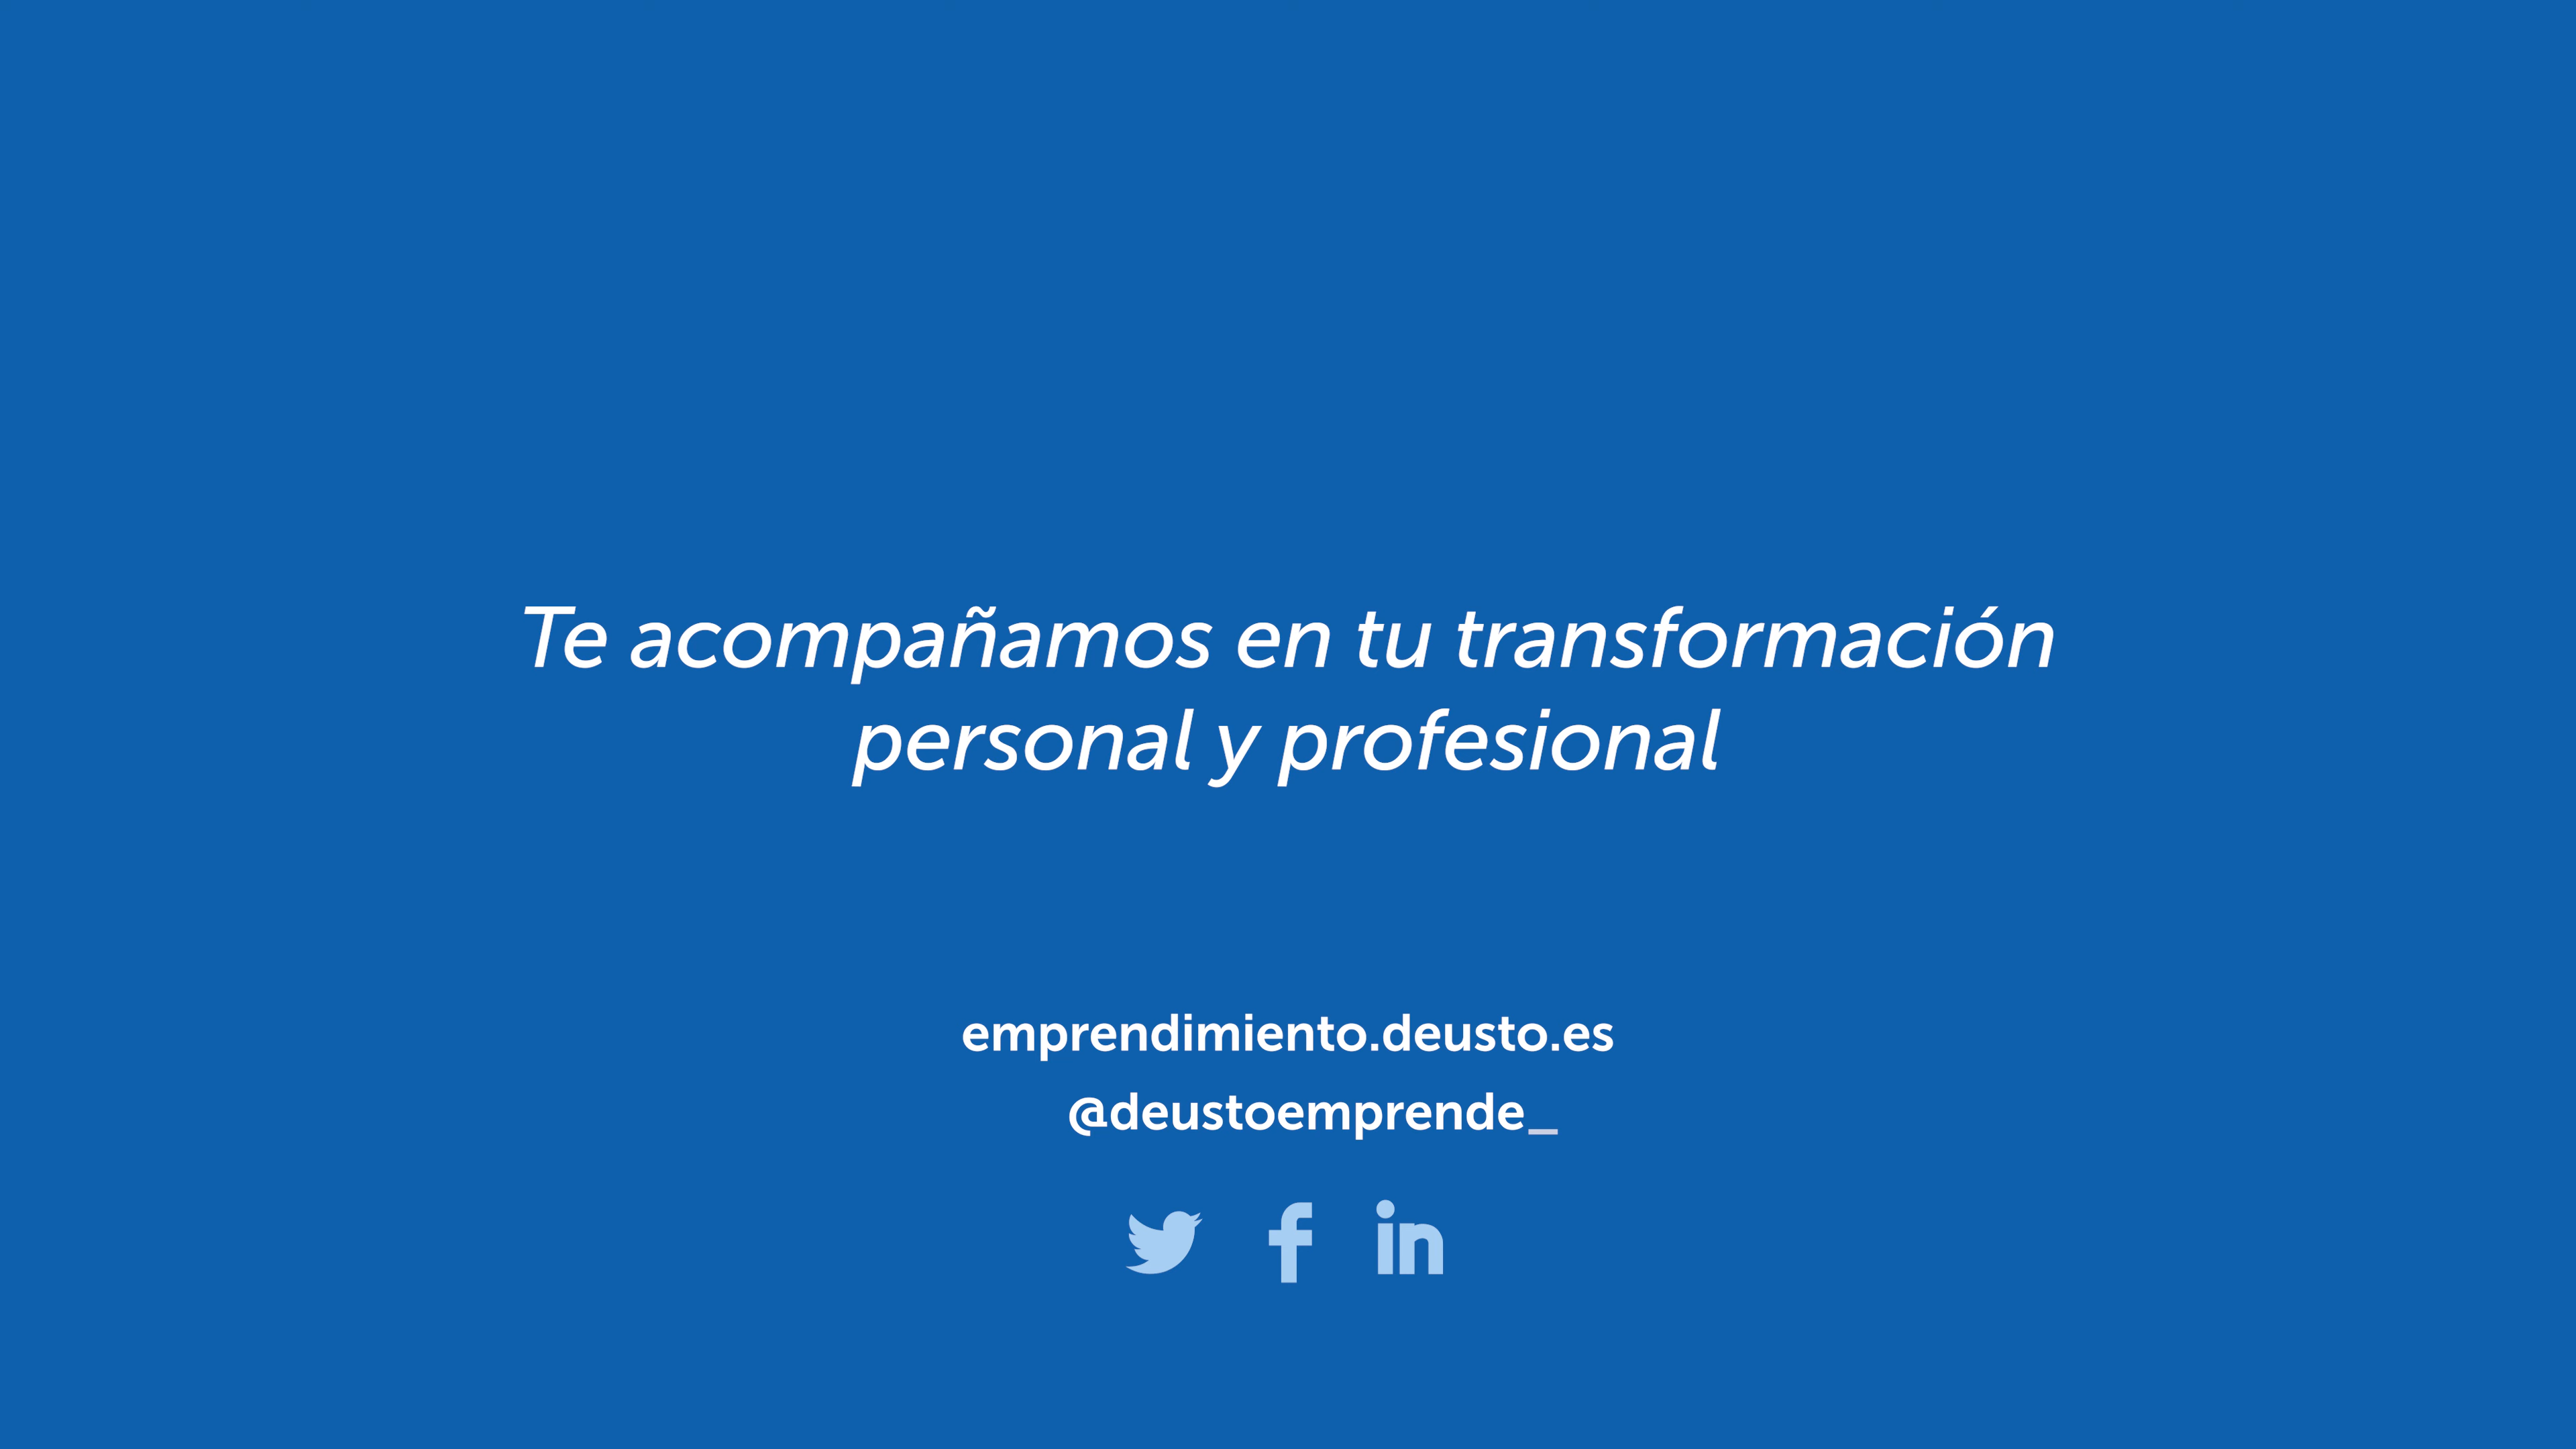 Te acompañamos en tu transformación
personal y profesional
emprendimiento.deusto.es
@deustoemprende_